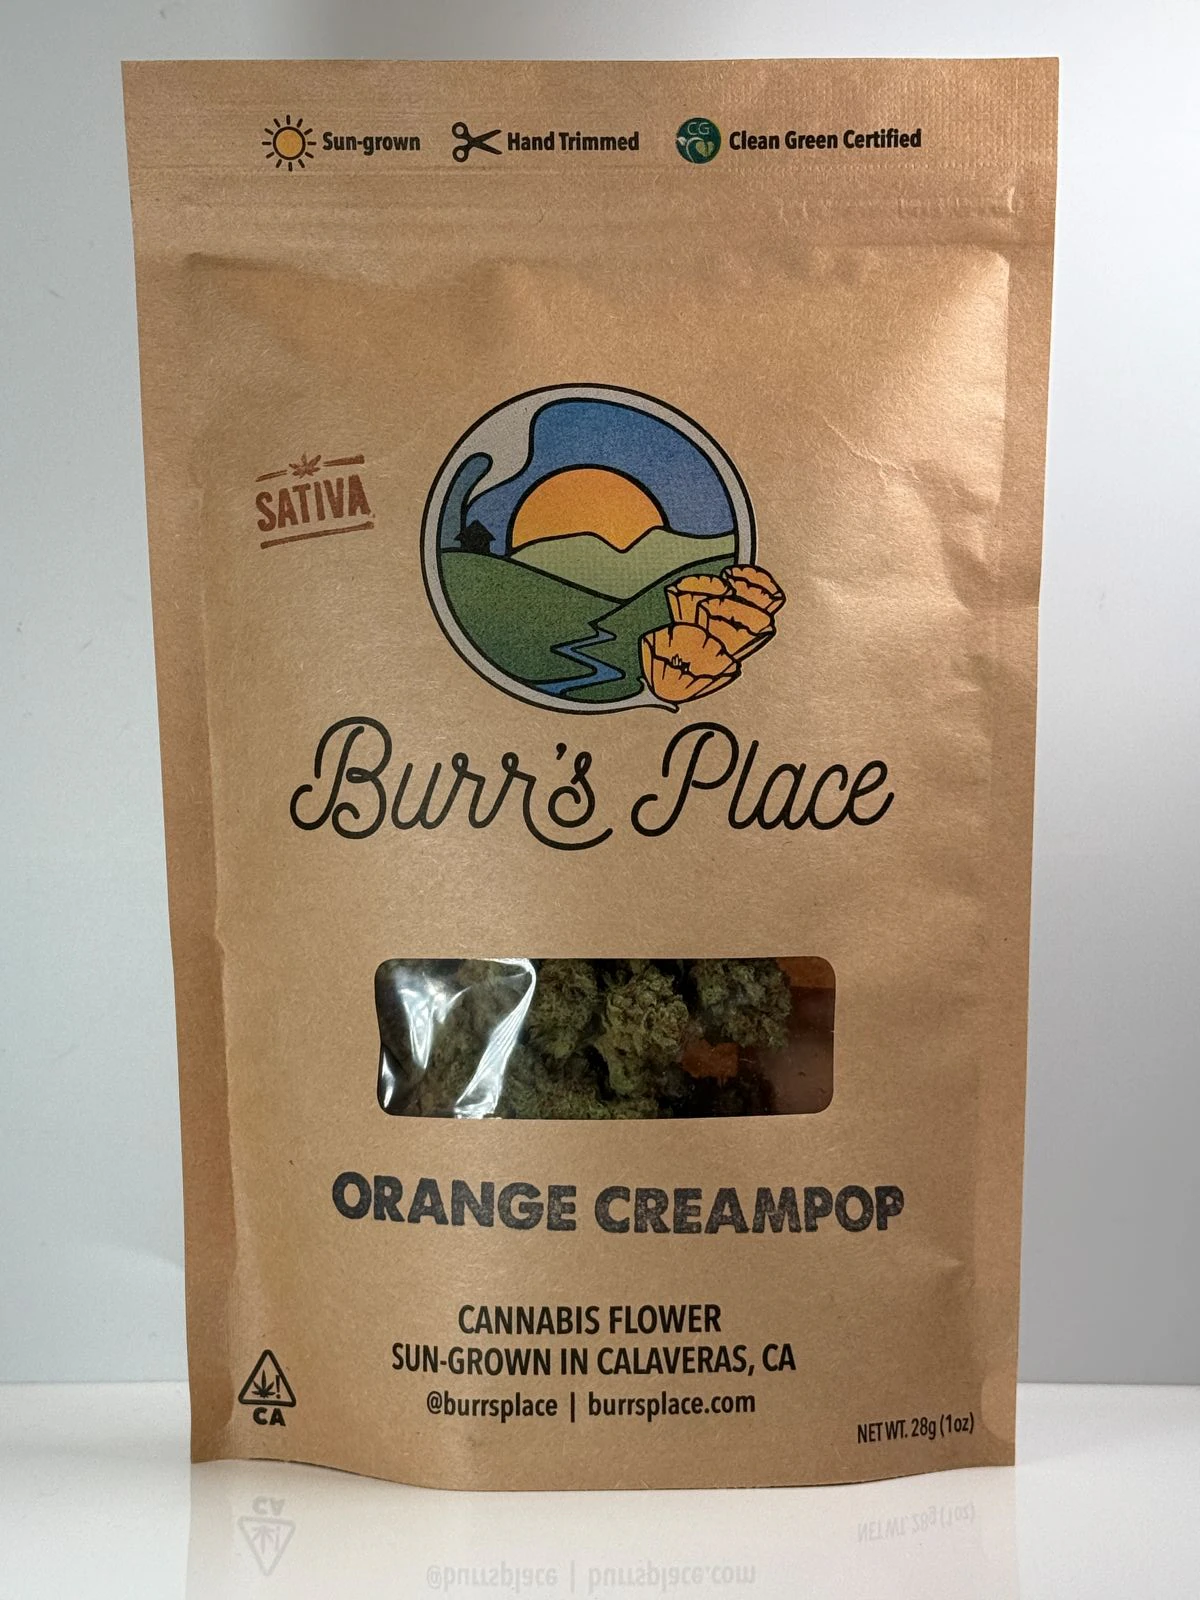 Sun-grown Hand Trimmed CG Clean Green Certified
SATIVA
Burr's Place
ORANGE CREAMPOP
CANNABIS FLOWER
SUN-GROWN IN CALAVERAS, CA
@burrsplace | burrsplace.com
CA
NET WT. 28g (1oz)